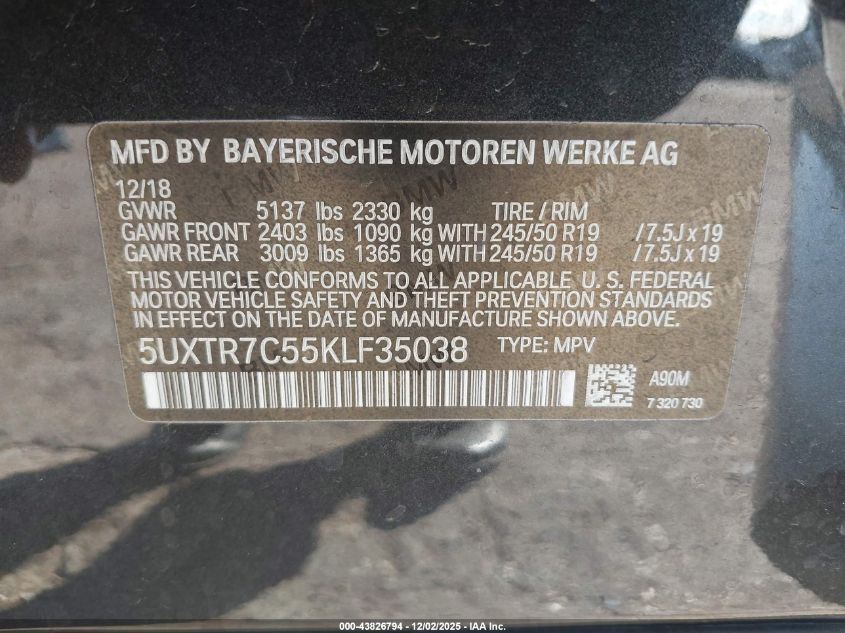 MFD BY BAYERISCHE MOTOREN WERKE AG
12/18
GVWR 5137 lbs 2330 kg TIRE / RIM
GAWR FRONT 2403 lbs 1090 kg WITH 245/50 R19 /7.5J x 19
GAWR REAR 3009 lbs 1365 kg WITH 245/50 R19 /7.5J x 19
THIS VEHICLE CONFORMS TO ALL APPLICABLE U. S. FEDERAL
MOTOR VEHICLE SAFETY AND THEFT PREVENTION STANDARDS
IN EFFECT ON THE DATE OF MANUFACTURE SHOWN ABOVE.
5UXTR7C55KLF35038 TYPE: MPV
A90M
7 320 730
000-43826794 - 12/02/2025 - IAA Inc.